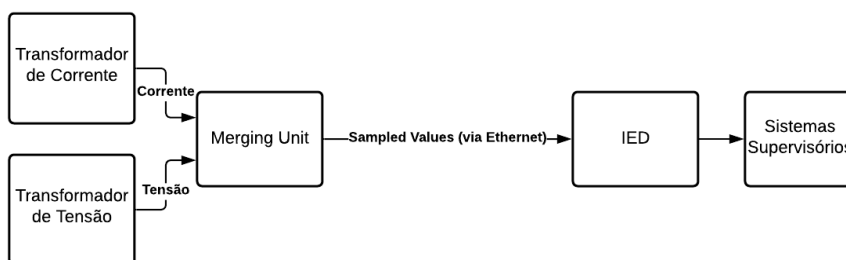 Transformador
de Corrente
Corrente
Merging Unit
Sampled Values (via Ethernet)
IED
Sistemas
Supervisórios
Transformador
de Tensão
Tensão